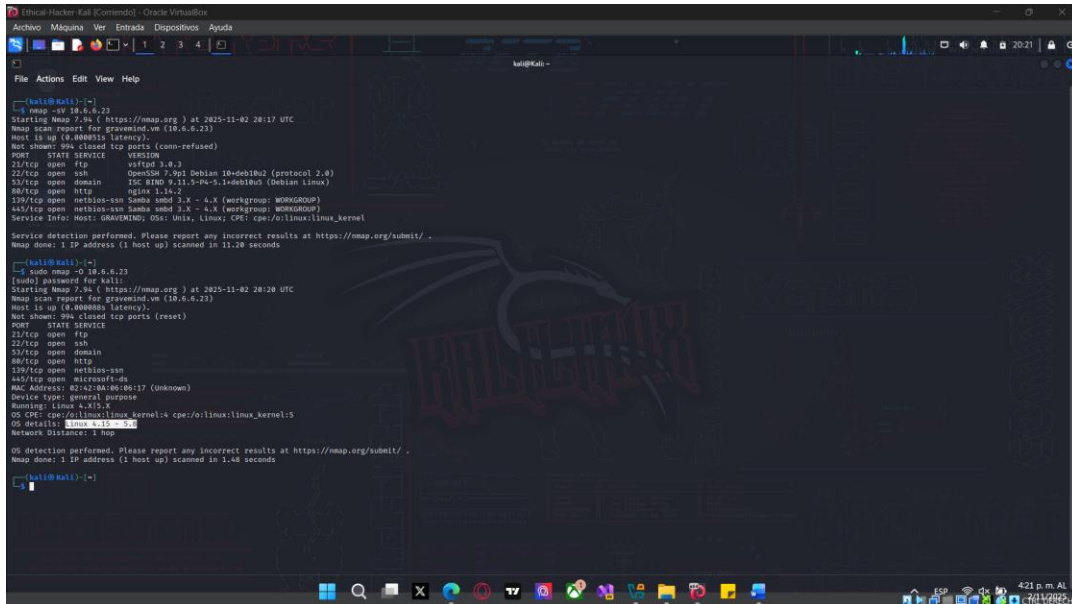 Ethical-Hacker-Kali [Corriendo] - Oracle VirtualBox
Archivo Máquina Ver Entrada Dispositivos Ayuda
1 2 3 4
20:21
kali@Kali: ~
File Actions Edit View Help
┌──(kali㉿Kali)-[~]
└─$ nmap -sV 10.6.6.23
Starting Nmap 7.94 ( https://nmap.org ) at 2025-11-02 20:17 UTC
Nmap scan report for gravemind.vm (10.6.6.23)
Host is up (0.000051s latency).
Not shown: 994 closed tcp ports (conn-refused)
PORT STATE SERVICE VERSION
21/tcp open ftp vsftpd 3.0.3
22/tcp open ssh OpenSSH 7.9p1 Debian 10+deb10u2 (protocol 2.0)
53/tcp open domain ISC BIND 9.11.5-P4-5.1+deb10u5 (Debian Linux)
80/tcp open http nginx 1.14.2
139/tcp open netbios-ssn Samba smbd 3.X - 4.X (workgroup: WORKGROUP)
445/tcp open netbios-ssn Samba smbd 3.X - 4.X (workgroup: WORKGROUP)
Service Info: Host: GRAVEMIND; OSs: Unix, Linux; CPE: cpe:/o:linux:linux_kernel
Service detection performed. Please report any incorrect results at https://nmap.org/submit/ .
Nmap done: 1 IP address (1 host up) scanned in 11.20 seconds
┌──(kali㉿Kali)-[~]
└─$ sudo nmap -O 10.6.6.23
[sudo] password for kali:
Starting Nmap 7.94 ( https://nmap.org ) at 2025-11-02 20:20 UTC
Nmap scan report for gravemind.vm (10.6.6.23)
Host is up (0.000088s latency).
Not shown: 994 closed tcp ports (reset)
PORT STATE SERVICE
21/tcp open ftp
22/tcp open ssh
53/tcp open domain
80/tcp open http
139/tcp open netbios-ssn
445/tcp open microsoft-ds
MAC Address: 02:42:0A:06:06:17 (Unknown)
Device type: general purpose
Running: Linux 4.X|5.X
OS CPE: cpe:/o:linux:linux_kernel:4 cpe:/o:linux:linux_kernel:5
OS details: Linux 4.15 - 5.8
Network Distance: 1 hop
OS detection performed. Please report any incorrect results at https://nmap.org/submit/ .
Nmap done: 1 IP address (1 host up) scanned in 1.48 seconds
┌──(kali㉿Kali)-[~]
└─$
KALI LINUX
ESP
4:21 p. m. AL
2/11/2025
CTRL DERECH